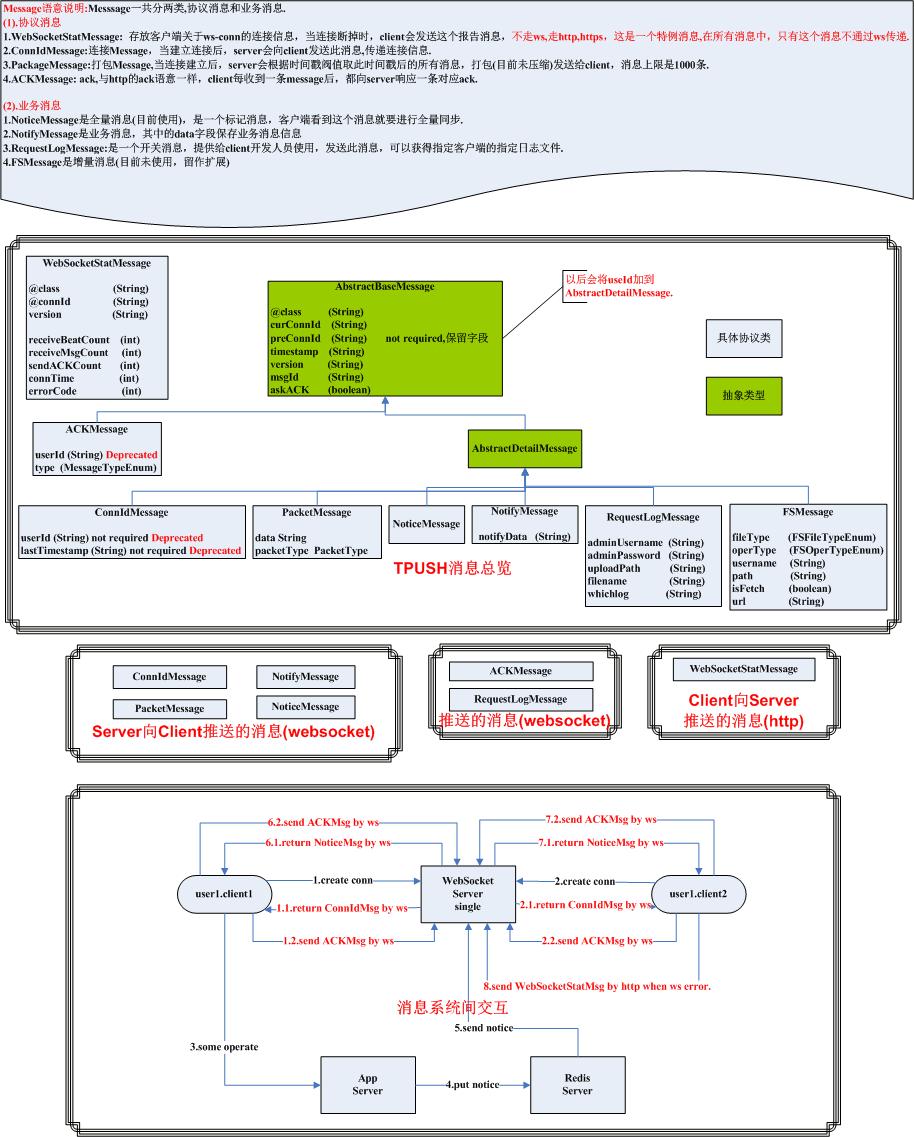 Message语意说明:Messsage一共分两类,协议消息和业务消息.
(1).协议消息
1.WebSocketStatMessage: 存放客户端关于ws-conn的连接信息，当连接断掉时，client会发送这个报告消息，不走ws,走http,https，这是一个特例消息,在所有消息中，只有这个消息不通过ws传递.
2.ConnIdMessage:连接Message，当建立连接后，server会向client发送此消息,传递连接信息.
3.PackageMessage:打包Message,当连接建立后，server会根据时间戳阀值取此时间戳后的所有消息，打包(目前未压缩)发送给client，消息上限是1000条.
4.ACKMessage: ack,与http的ack语意一样，client每收到一条message后，都向server响应一条对应ack.
(2).业务消息
1.NoticeMessage是全量消息(目前使用)，是一个标记消息，客户端看到这个消息就要进行全量同步.
2.NotifyMessage是业务消息，其中的data字段保存业务消息信息
3.RequestLogMessage:是一个开关消息，提供给client开发人员使用，发送此消息，可以获得指定客户端的指定日志文件.
4.FSMessage是增量消息(目前未使用，留作扩展)
WebSocketStatMessage
@class (String)
@connId (String)
version (String)
receiveBeatCount (int)
receiveMsgCount (int)
sendACKCount (int)
connTime (int)
errorCode (int)
AbstractBaseMessage
@class (String)
curConnId (String)
preConnId (String) not required,保留字段
timestamp (String)
version (String)
msgId (String)
askACK (boolean)
以后会将useId加到
AbstractDetailMessage.
具体协议类
抽象类型
ACKMessage
userId (String) Deprecated
type (MessageTypeEnum)
AbstractDetailMessage
ConnIdMessage
userId (String) not required Deprecated
lastTimestamp (String) not required Deprecated
PacketMessage
data String
packetType PacketType
NoticeMessage
NotifyMessage
notifyData (String)
RequestLogMessage
adminUsername (String)
adminPassword (String)
uploadPath (String)
filename (String)
whichlog (String)
FSMessage
fileType (FSFileTypeEnum)
operType (FSOperTypeEnum)
username (String)
path (String)
isFetch (boolean)
url (String)
TPUSH消息总览
ConnIdMessage
NotifyMessage
PacketMessage
NoticeMessage
Server向Client推送的消息(websocket)
ACKMessage
RequestLogMessage
推送的消息(websocket)
WebSocketStatMessage
Client向Server
推送的消息(http)
6.2.send ACKMsg by ws
7.2.send ACKMsg by ws
6.1.return NoticeMsg by ws
7.1.return NoticeMsg by ws
user1.client1
1.create conn
WebSocket
Server
single
2.create conn
user1.client2
1.1.return ConnIdMsg by ws
2.1.return ConnIdMsg by ws
1.2.send ACKMsg by ws
2.2.send ACKMsg by ws
8.send WebSocketStatMsg by http when ws error.
消息系统间交互
5.send notice
3.some operate
App
Server
4.put notice
Redis
Server